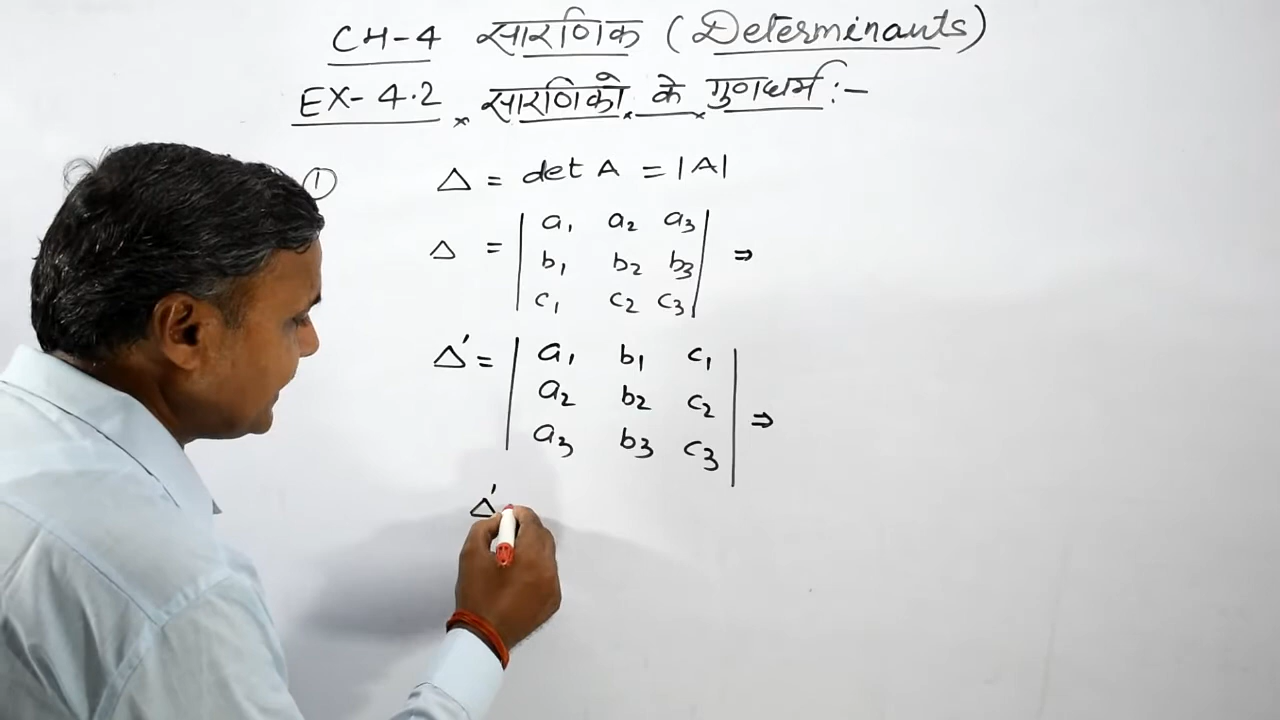 CH-4 सारणिक (Determinants)
EX-4.2 सारणिको के गुणधर्म :-
① Δ = det A = |A|
Δ = | a₁ a₂ a₃ | ⇒
b₁ b₂ b₃
c₁ c₂ c₃
Δ' = | a₁ b₁ c₁ | ⇒
a₂ b₂ c₂
a₃ b₃ c₃
Δ'